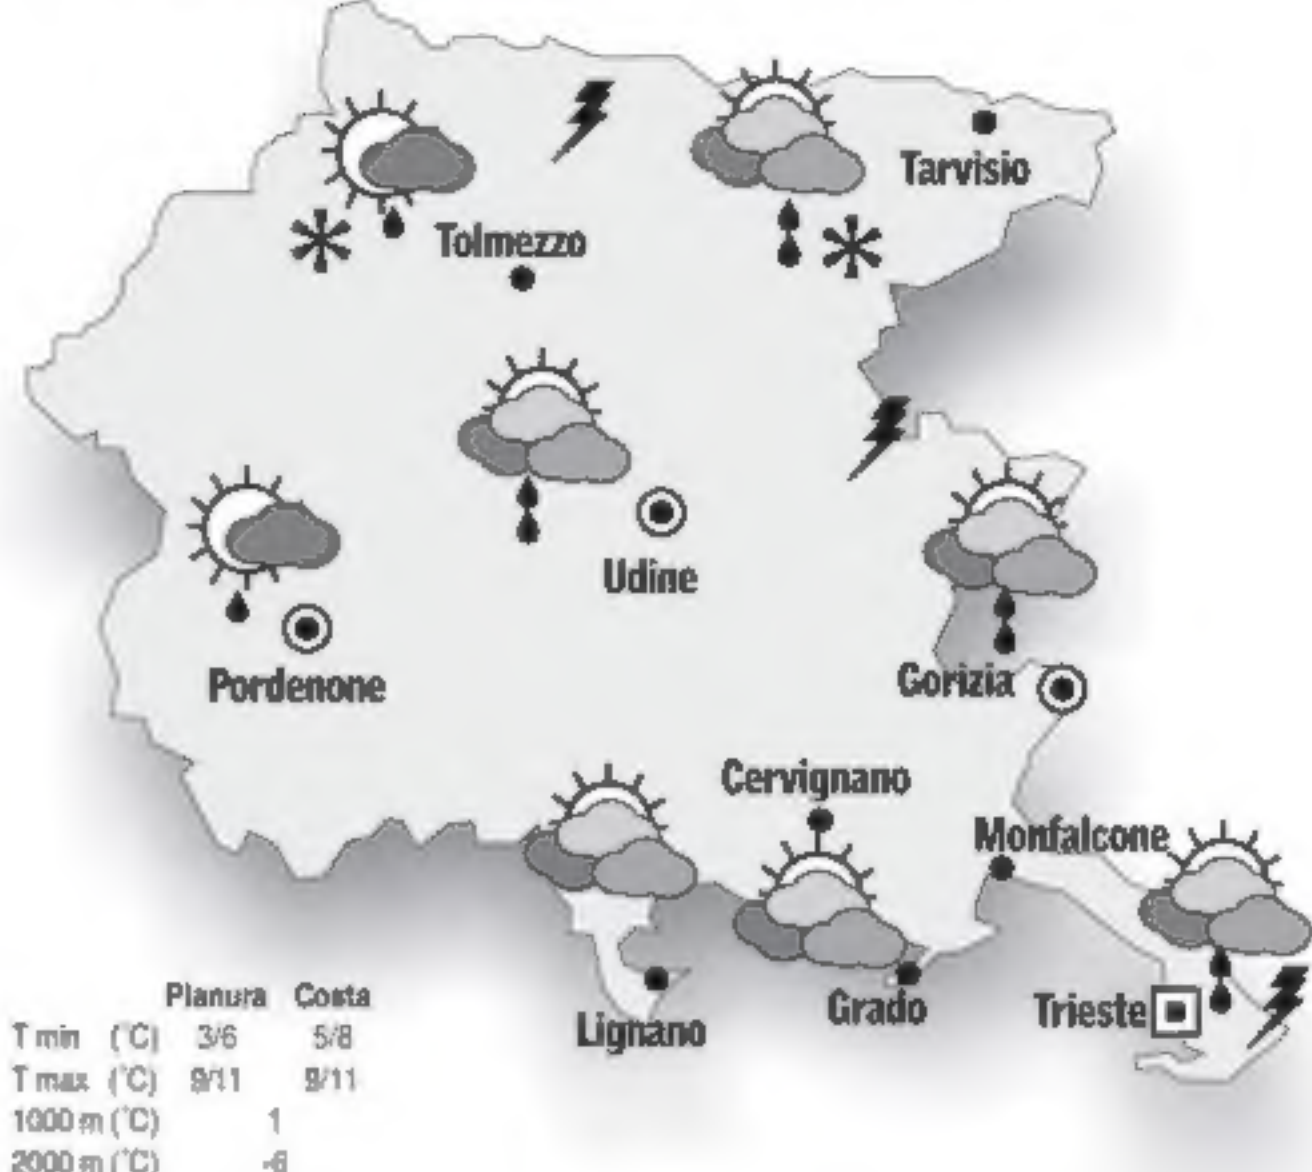 Tarvisio
Tolmezzo
Udine
Pordenone
Gorizia
Cervignano
Monfalcone
Grado
Trieste
Lignano
Planura Costa
T min (°C) 3/6 5/8
T max (°C) 9/11 9/11
1000 m (°C) 1
2000 m (°C) -6